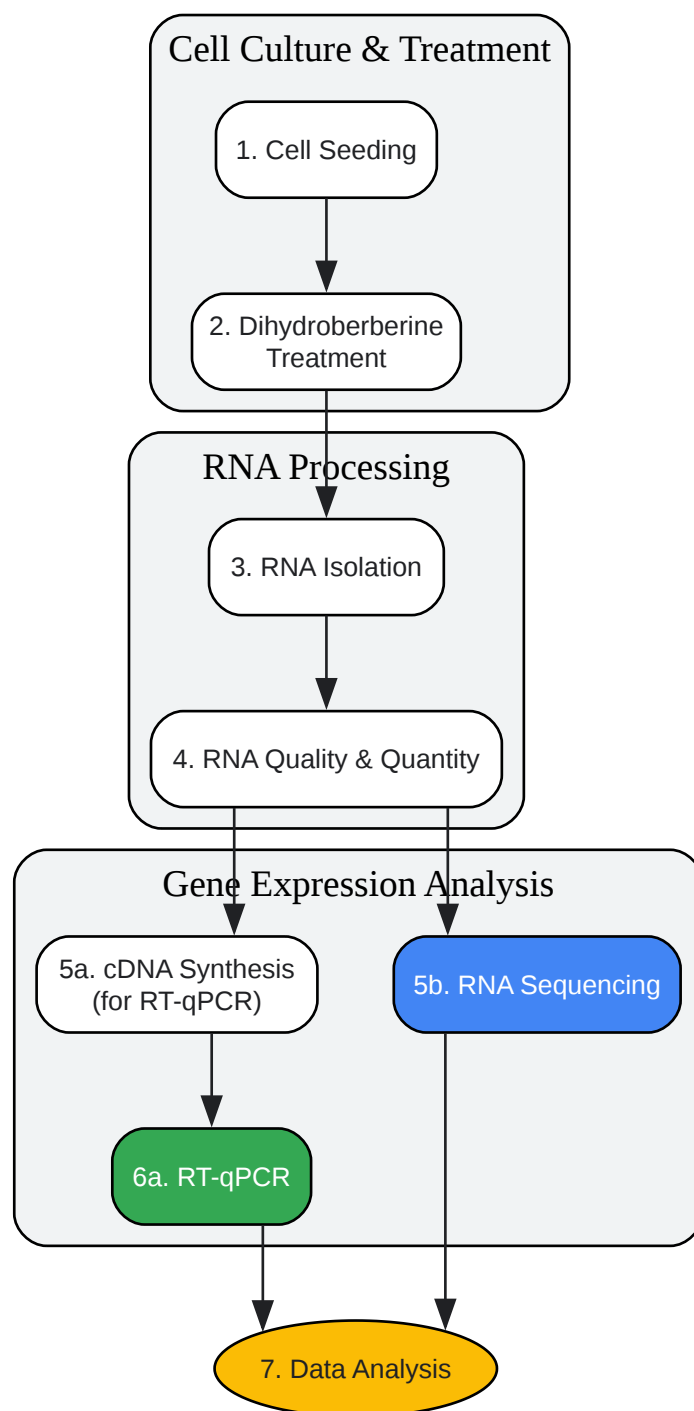 Cell Culture & Treatment
1. Cell Seeding
2. Dihydroberberine
Treatment
RNA Processing
3. RNA Isolation
4. RNA Quality & Quantity
Gene Expression Analysis
5a. cDNA Synthesis
(for RT-qPCR)
5b. RNA Sequencing
6a. RT-qPCR
7. Data Analysis